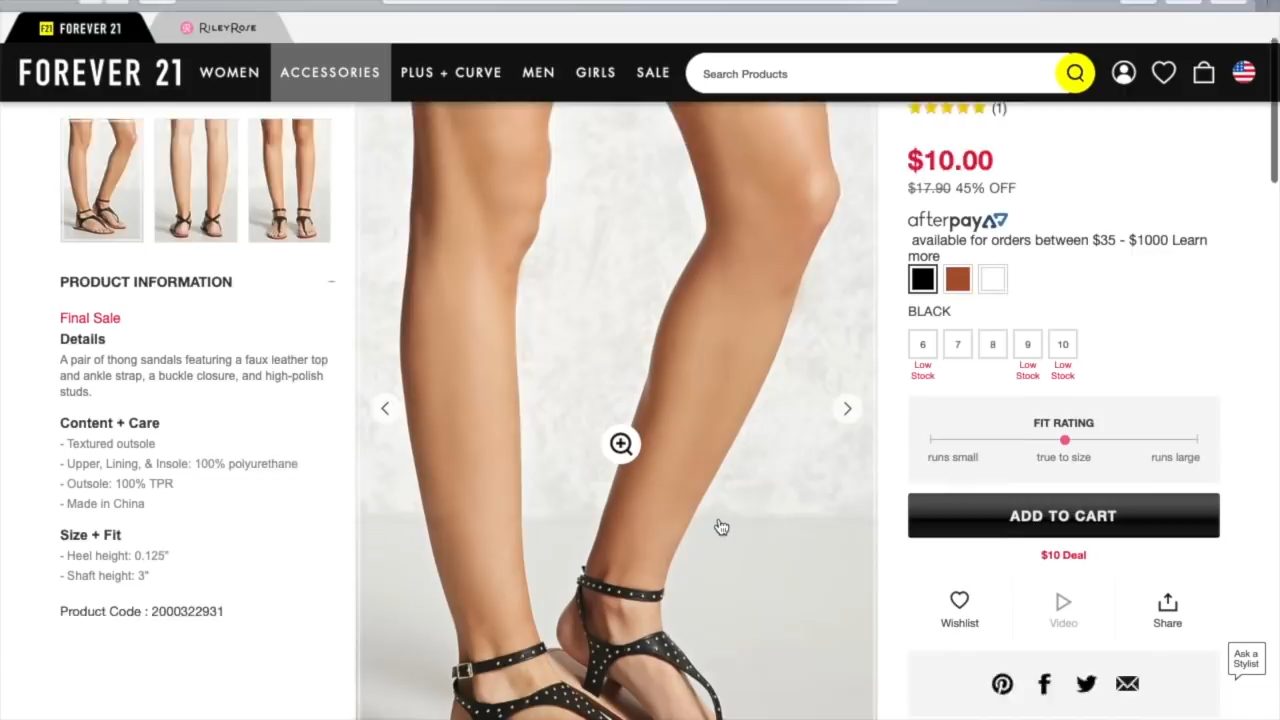 F21 FOREVER 21
RILEYROSE
FOREVER 21 WOMEN ACCESSORIES PLUS + CURVE MEN GIRLS SALE Search Products
(1)
$10.00
$17.90 45% OFF
afterpay
available for orders between $35 - $1000 Learn
more
BLACK
6 7 8 9 10
Low Low Low
Stock Stock Stock
FIT RATING
runs small true to size runs large
ADD TO CART
$10 Deal
Wishlist Video Share
Ask a
Stylist
PRODUCT INFORMATION
Final Sale
Details
A pair of thong sandals featuring a faux leather top
and ankle strap, a buckle closure, and high-polish
studs.
Content + Care
- Textured outsole
- Upper, Lining, & Insole: 100% polyurethane
- Outsole: 100% TPR
- Made in China
Size + Fit
- Heel height: 0.125"
- Shaft height: 3"
Product Code : 2000322931